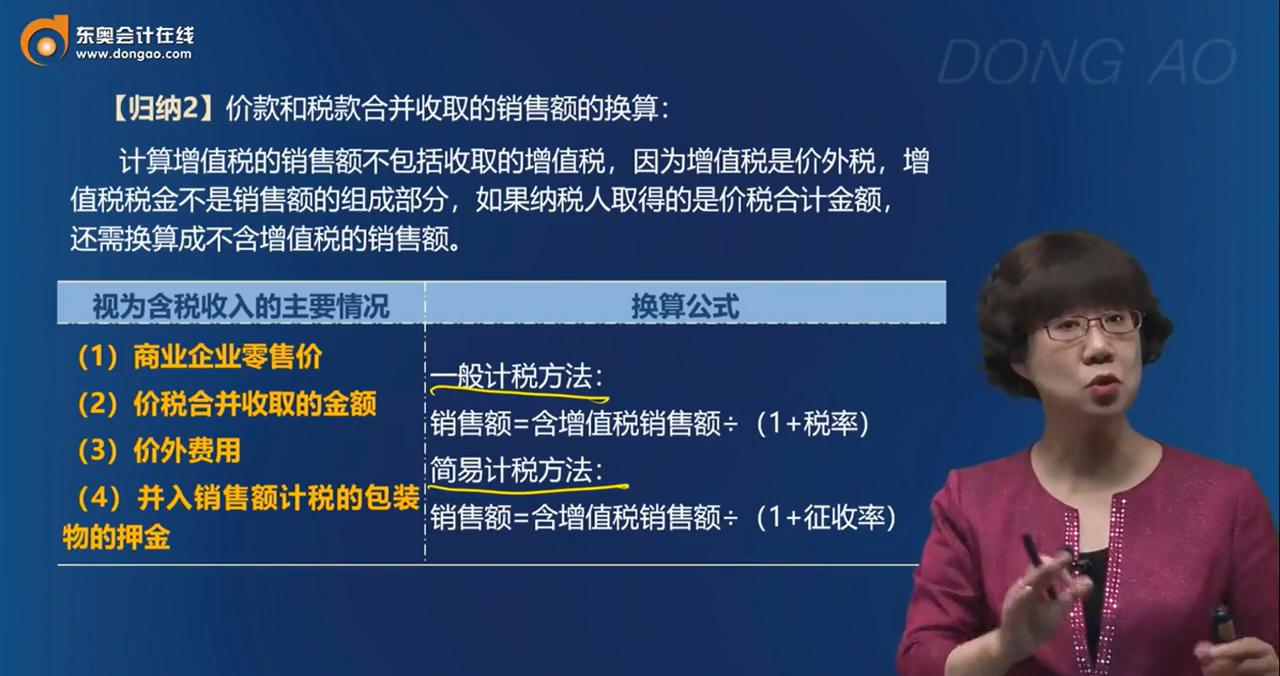 东奥会计在线
www.dongao.com
DONG AO
【归纳2】价款和税款合并收取的销售额的换算：
计算增值税的销售额不包括收取的增值税，因为增值税是价外税，增
值税税金不是销售额的组成部分，如果纳税人取得的是价税合计金额，
还需换算成不含增值税的销售额。
视为含税收入的主要情况
换算公式
（1）商业企业零售价
（2）价税合并收取的金额
（3）价外费用
（4）并入销售额计税的包装
物的押金
一般计税方法：
销售额=含增值税销售额÷（1+税率）
简易计税方法：
销售额=含增值税销售额÷（1+征收率）